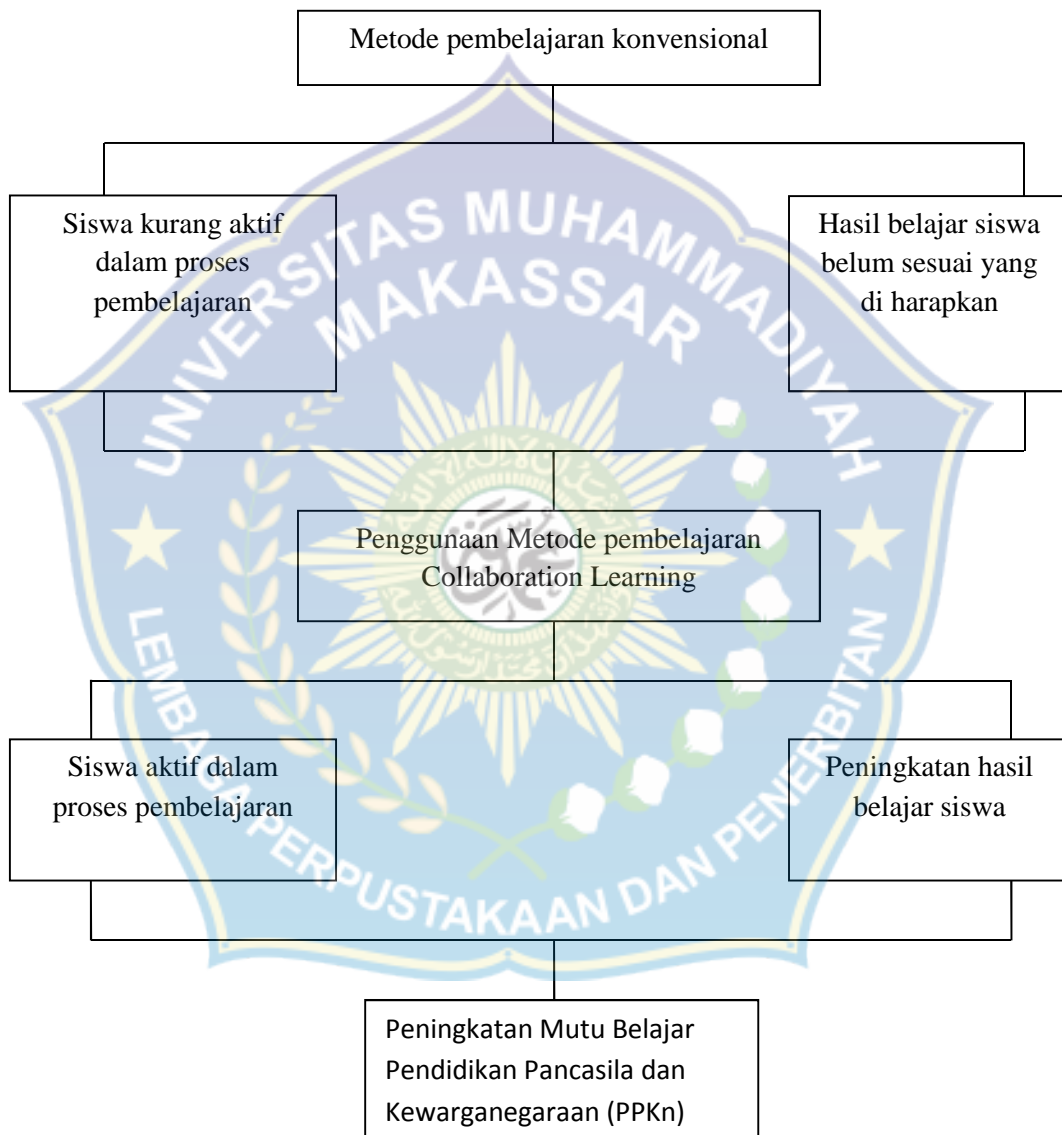 Metode pembelajaran konvensional
Siswa kurang aktif
dalam proses
pembelajaran
Hasil belajar siswa
belum sesuai yang
di harapkan
UNIVERSITAS MUHAMMADIYAH
MAKASSAR
Penggunaan Metode pembelajaran
Collaboration Learning
Siswa aktif dalam
proses pembelajaran
Peningkatan hasil
belajar siswa
LEMBAGA PERPUSTAKAAN DAN PENERBITAN
Peningkatan Mutu Belajar
Pendidikan Pancasila dan
Kewarganegaraan (PPKn)